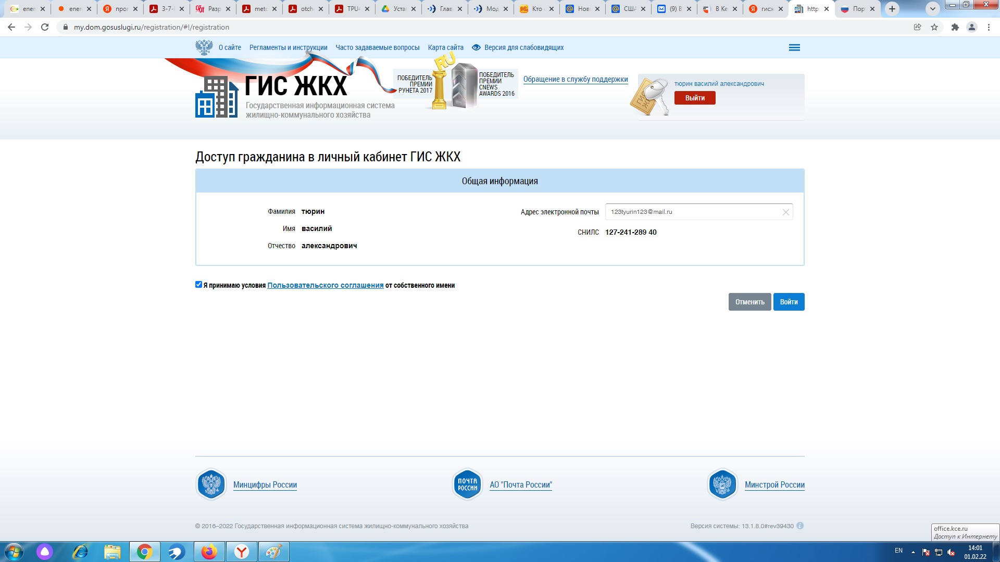 ener
ener
прог
3-7-
Разр
metc
otch
TPU
Уста
Глав
Мод
Кто
Нов
США
(9) В
В Ке
гисж
http
Пор
my.dom.gosuslugi.ru/registration/#!/registration
О сайте Регламенты и инструкции Часто задаваемые вопросы Карта сайта Версия для слабовидящих
ГИС ЖКХ
Государственная информационная система
жилищно-коммунального хозяйства
ПОБЕДИТЕЛЬ
ПРЕМИИ
РУНЕТА 2017
RU
ПОБЕДИТЕЛЬ
ПРЕМИИ
CNEWS
AWARDS 2016
Обращение в службу поддержки
ГИС
ЖК
тюрин василий александрович
Выйти
Доступ гражданина в личный кабинет ГИС ЖКХ
Общая информация
Фамилия тюрин
Имя василий
Отчество александрович
Адрес электронной почты 123tyurin123@mail.ru
СНИЛС 127-241-289 40
Я принимаю условия Пользовательского соглашения от собственного имени
Отменить Войти
Минцифры России
ПОЧТА
РОССИИ
АО "Почта России"
Минстрой России
© 2016–2022 Государственная информационная система жилищно-коммунального хозяйства
Версия системы: 13.1.8.0#rev39430
office.kce.ru
Доступ к Интернету
EN
14:01
01.02.22